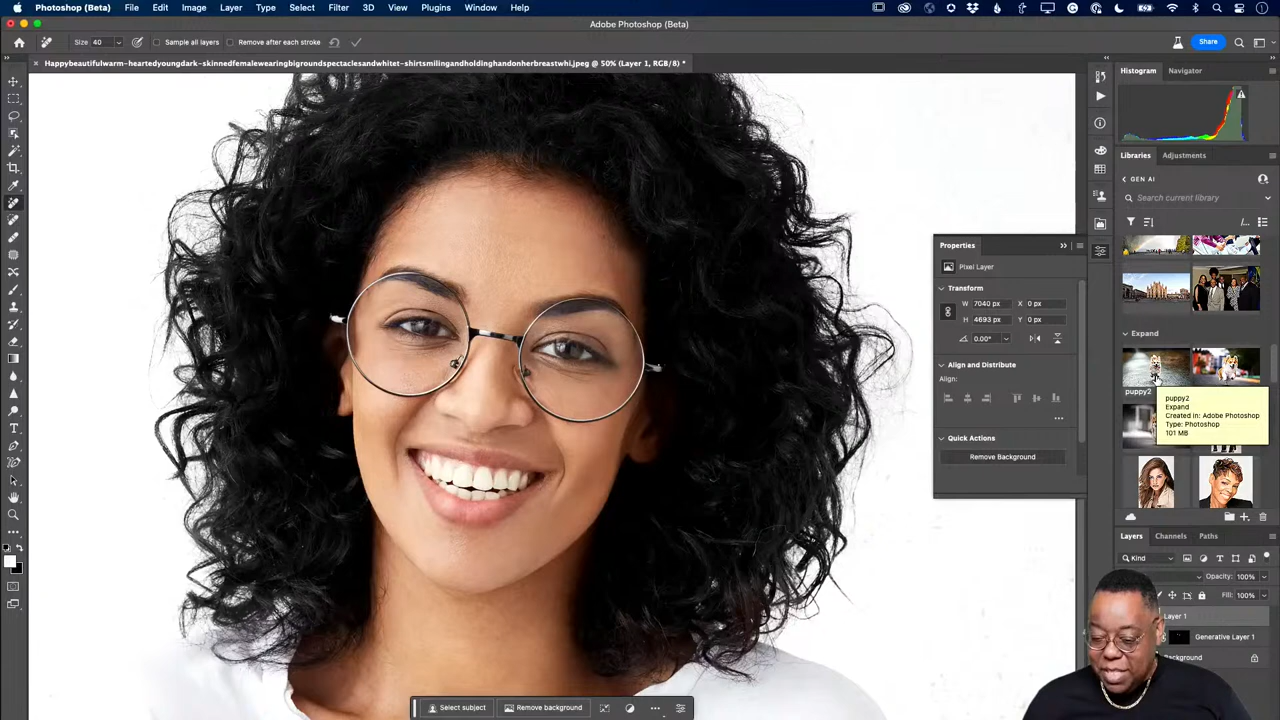 Photoshop (Beta) File Edit Image Layer Type Select Filter 3D View Plugins Window Help
Adobe Photoshop (Beta)
Size 40 Sample all layers Remove after each stroke Share
Happybeautifulwarm-heartedyoungdark-skinnedfemalewearingbigroundspectaclesandwhitet-shirtsmilingandholdinghandonherbreastwhi.jpeg @ 50% (Layer 1, RGB/8) *
Histogram Navigator
Libraries Adjustments
GEN AI
Search current library
Properties
Pixel Layer
Transform
W 7040 px X 0 px
H 4693 px Y 0 px
0.00°
Align and Distribute
Align:
Quick Actions
Remove Background
Expand
puppy2
puppy2
Expand
Created in: Adobe Photoshop
Type: Photoshop
101 MB
Layers Channels Paths
Kind
Opacity: 100%
Fill: 100%
Layer 1
Generative Layer 1
Background
Select subject Remove background